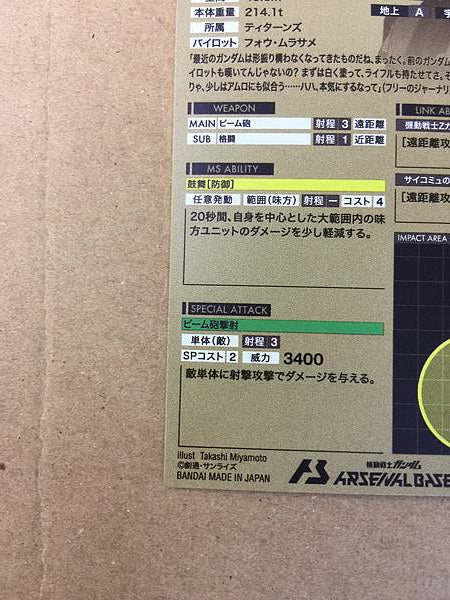 本体重量 214.1t
地上 A
所属 ティターンズ
パイロット フォウ・ムラサメ
「最近のガンダムは形振り構わなくなってきたものだね、まったく。前のガンダム
イロットも嘆いてんじゃないの? まずは白く塗って、ライフルも持たせてさ。そ
りゃ、少しはアムロにも似合う……ハハ、本気にするなって」(フリーのジャーナリ
WEAPON
MAIN ビーム砲 射程 3 遠距離
SUB 格闘 射程 1 近距離
MS ABILITY
鼓舞[防御]
任意発動 範囲(味方) 射程 ー コスト 4
20秒間、自身を中心とした大範囲内の味
方ユニットのダメージを少し軽減する。
SPECIAL ATTACK
ビーム砲撃射
単体(敵) 射程 3
SPコスト 2 威力 3400
敵単体に射撃攻撃でダメージを与える。
LINK AB
機動戦士Zガ
[遠距離攻
サイコミュの
[遠距離攻
IMPACT AREA
illust Takashi Miyamoto
©創通・サンライズ
BANDAI MADE IN JAPAN
機動戦士ガンダム
ARSENAL BASE